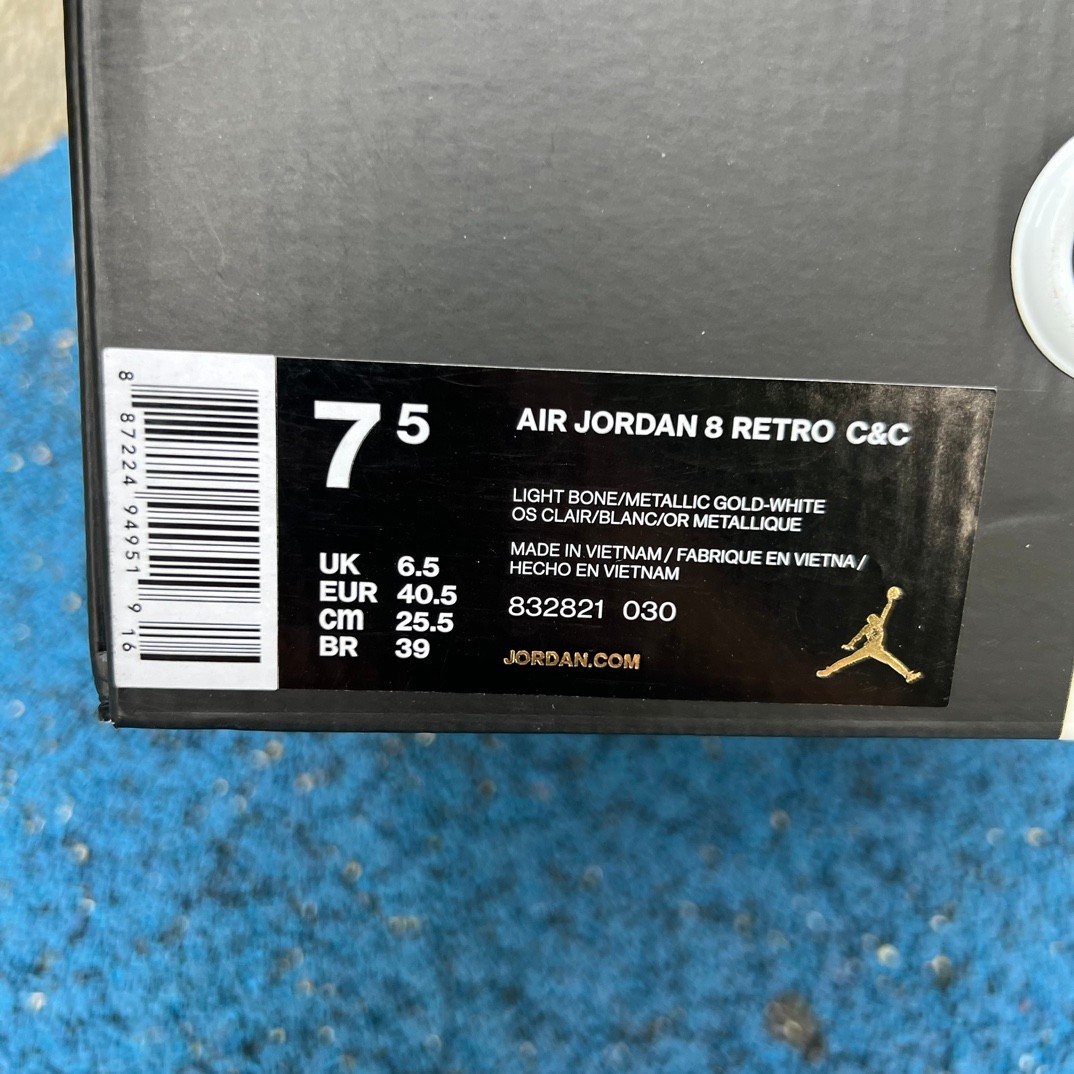 8 87224 94951 9 16
7 5
UK 6.5
EUR 40.5
cm 25.5
BR 39
AIR JORDAN 8 RETRO C&C
LIGHT BONE/METALLIC GOLD-WHITE
OS CLAIR/BLANC/OR METALLIQUE
MADE IN VIETNAM / FABRIQUE EN VIETNA /
HECHO EN VIETNAM
832821 030
JORDAN.COM